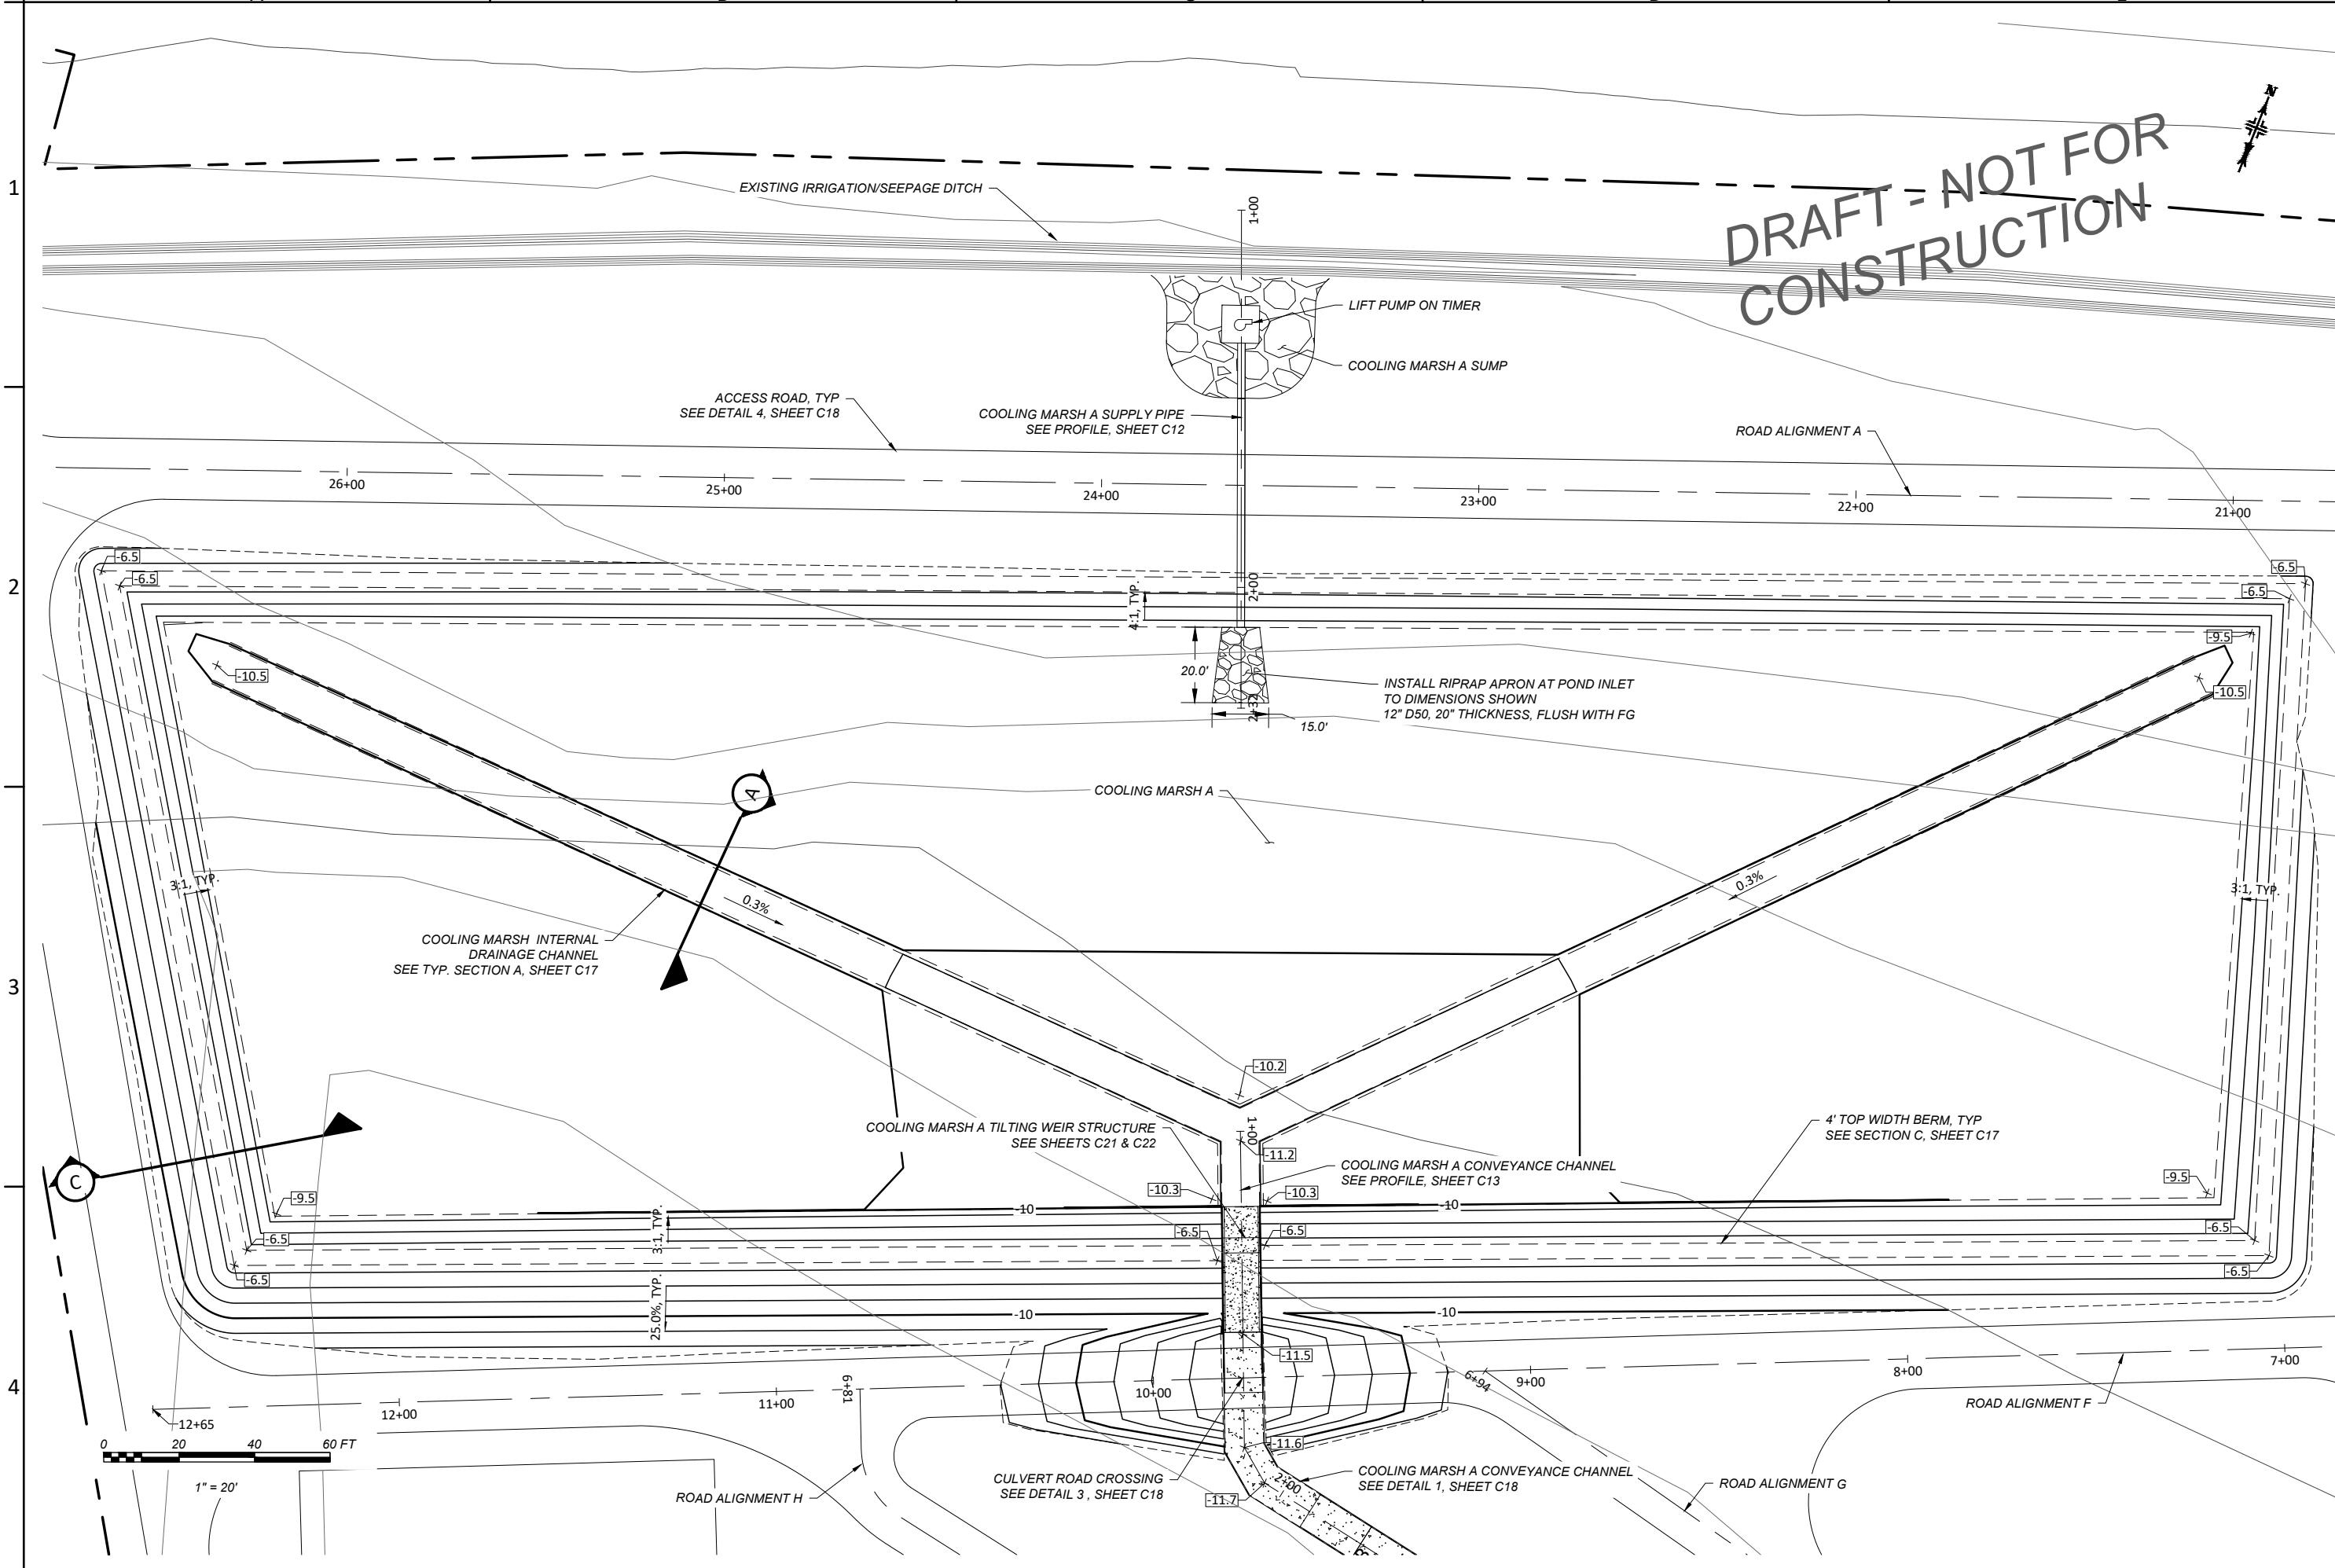 N
DRAFT - NOT FOR
CONSTRUCTION
1
EXISTING IRRIGATION/SEEPAGE DITCH
1+00
LIFT PUMP ON TIMER
COOLING MARSH A SUMP
ACCESS ROAD, TYP
SEE DETAIL 4, SHEET C18
COOLING MARSH A SUPPLY PIPE
SEE PROFILE, SHEET C12
ROAD ALIGNMENT A
26+00
25+00
24+00
23+00
22+00
21+00
2
-6.5
-6.5
4:1, TYP.
2+00
-6.5
-6.5
-9.5
-10.5
20.0'
2+32
15.0'
INSTALL RIPRAP APRON AT POND INLET
TO DIMENSIONS SHOWN
12" D50, 20" THICKNESS, FLUSH WITH FG
-10.5
A
COOLING MARSH A
3:1, TYP.
0.3%
0.3%
3:1, TYP.
COOLING MARSH INTERNAL
DRAINAGE CHANNEL
SEE TYP. SECTION A, SHEET C17
3
-10.2
COOLING MARSH A TILTING WEIR STRUCTURE
SEE SHEETS C21 & C22
1+00
-11.2
4' TOP WIDTH BERM, TYP
SEE SECTION C, SHEET C17
COOLING MARSH A CONVEYANCE CHANNEL
SEE PROFILE, SHEET C13
C
-9.5
-10.3
-10.3
-9.5
-10
-10
3:1, TYP.
-6.5
-6.5
-6.5
-6.5
-6.5
-6.5
25.0%, TYP.
-10
-10
-11.5
4
12+65
12+00
11+00
6+81
10+00
6+94
9+00
8+00
7+00
ROAD ALIGNMENT F
0 20 40 60 FT
1" = 20'
-11.6
ROAD ALIGNMENT H
CULVERT ROAD CROSSING
SEE DETAIL 3 , SHEET C18
-11.7
2+00
COOLING MARSH A CONVEYANCE CHANNEL
SEE DETAIL 1, SHEET C18
ROAD ALIGNMENT G